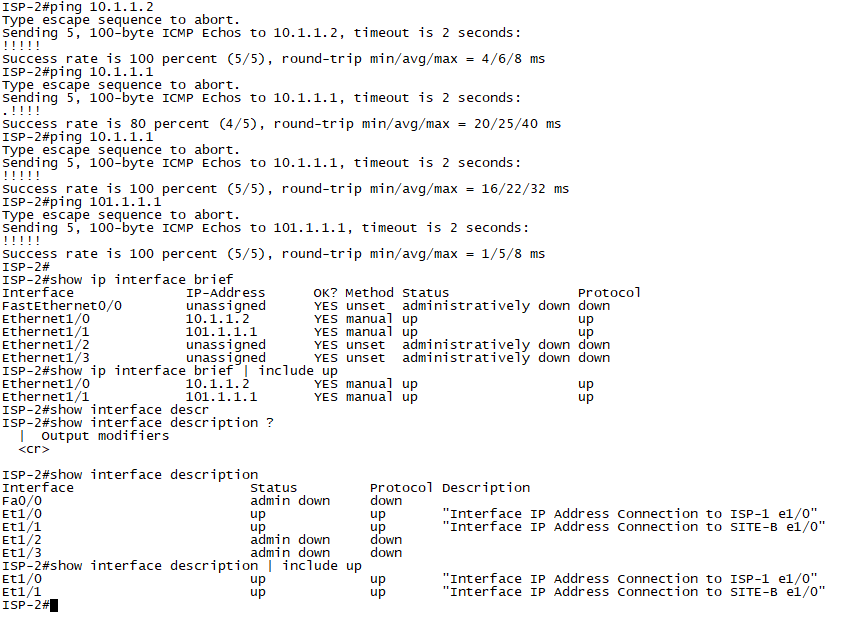 ISP-2#ping 10.1.1.2
Type escape sequence to abort.
Sending 5, 100-byte ICMP Echos to 10.1.1.2, timeout is 2 seconds:
!!!!!
Success rate is 100 percent (5/5), round-trip min/avg/max = 4/6/8 ms
ISP-2#ping 10.1.1.1
Type escape sequence to abort.
Sending 5, 100-byte ICMP Echos to 10.1.1.1, timeout is 2 seconds:
.!!!!
Success rate is 80 percent (4/5), round-trip min/avg/max = 20/25/40 ms
ISP-2#ping 10.1.1.1
Type escape sequence to abort.
Sending 5, 100-byte ICMP Echos to 10.1.1.1, timeout is 2 seconds:
!!!!!
Success rate is 100 percent (5/5), round-trip min/avg/max = 16/22/32 ms
ISP-2#ping 101.1.1.1
Type escape sequence to abort.
Sending 5, 100-byte ICMP Echos to 101.1.1.1, timeout is 2 seconds:
!!!!!
Success rate is 100 percent (5/5), round-trip min/avg/max = 1/5/8 ms
ISP-2#
ISP-2#show ip interface brief
Interface              IP-Address      OK? Method Status                Protocol
FastEthernet0/0        unassigned      YES unset  administratively down down
Ethernet1/0            10.1.1.2        YES manual up                    up
Ethernet1/1            101.1.1.1       YES manual up                    up
Ethernet1/2            unassigned      YES unset  administratively down down
Ethernet1/3            unassigned      YES unset  administratively down down
ISP-2#show ip interface brief | include up
Ethernet1/0            10.1.1.2        YES manual up                    up
Ethernet1/1            101.1.1.1       YES manual up                    up
ISP-2#show interface descr
ISP-2#show interface description ?
  |  Output modifiers
  <cr>

ISP-2#show interface description
Interface                      Status         Protocol Description
Fa0/0                          admin down     down
Et1/0                          up             up       "Interface IP Address Connection to ISP-1 e1/0"
Et1/1                          up             up       "Interface IP Address Connection to SITE-B e1/0"
Et1/2                          admin down     down
Et1/3                          admin down     down
ISP-2#show interface description | include up
Et1/0                          up             up       "Interface IP Address Connection to ISP-1 e1/0"
Et1/1                          up             up       "Interface IP Address Connection to SITE-B e1/0"
ISP-2#